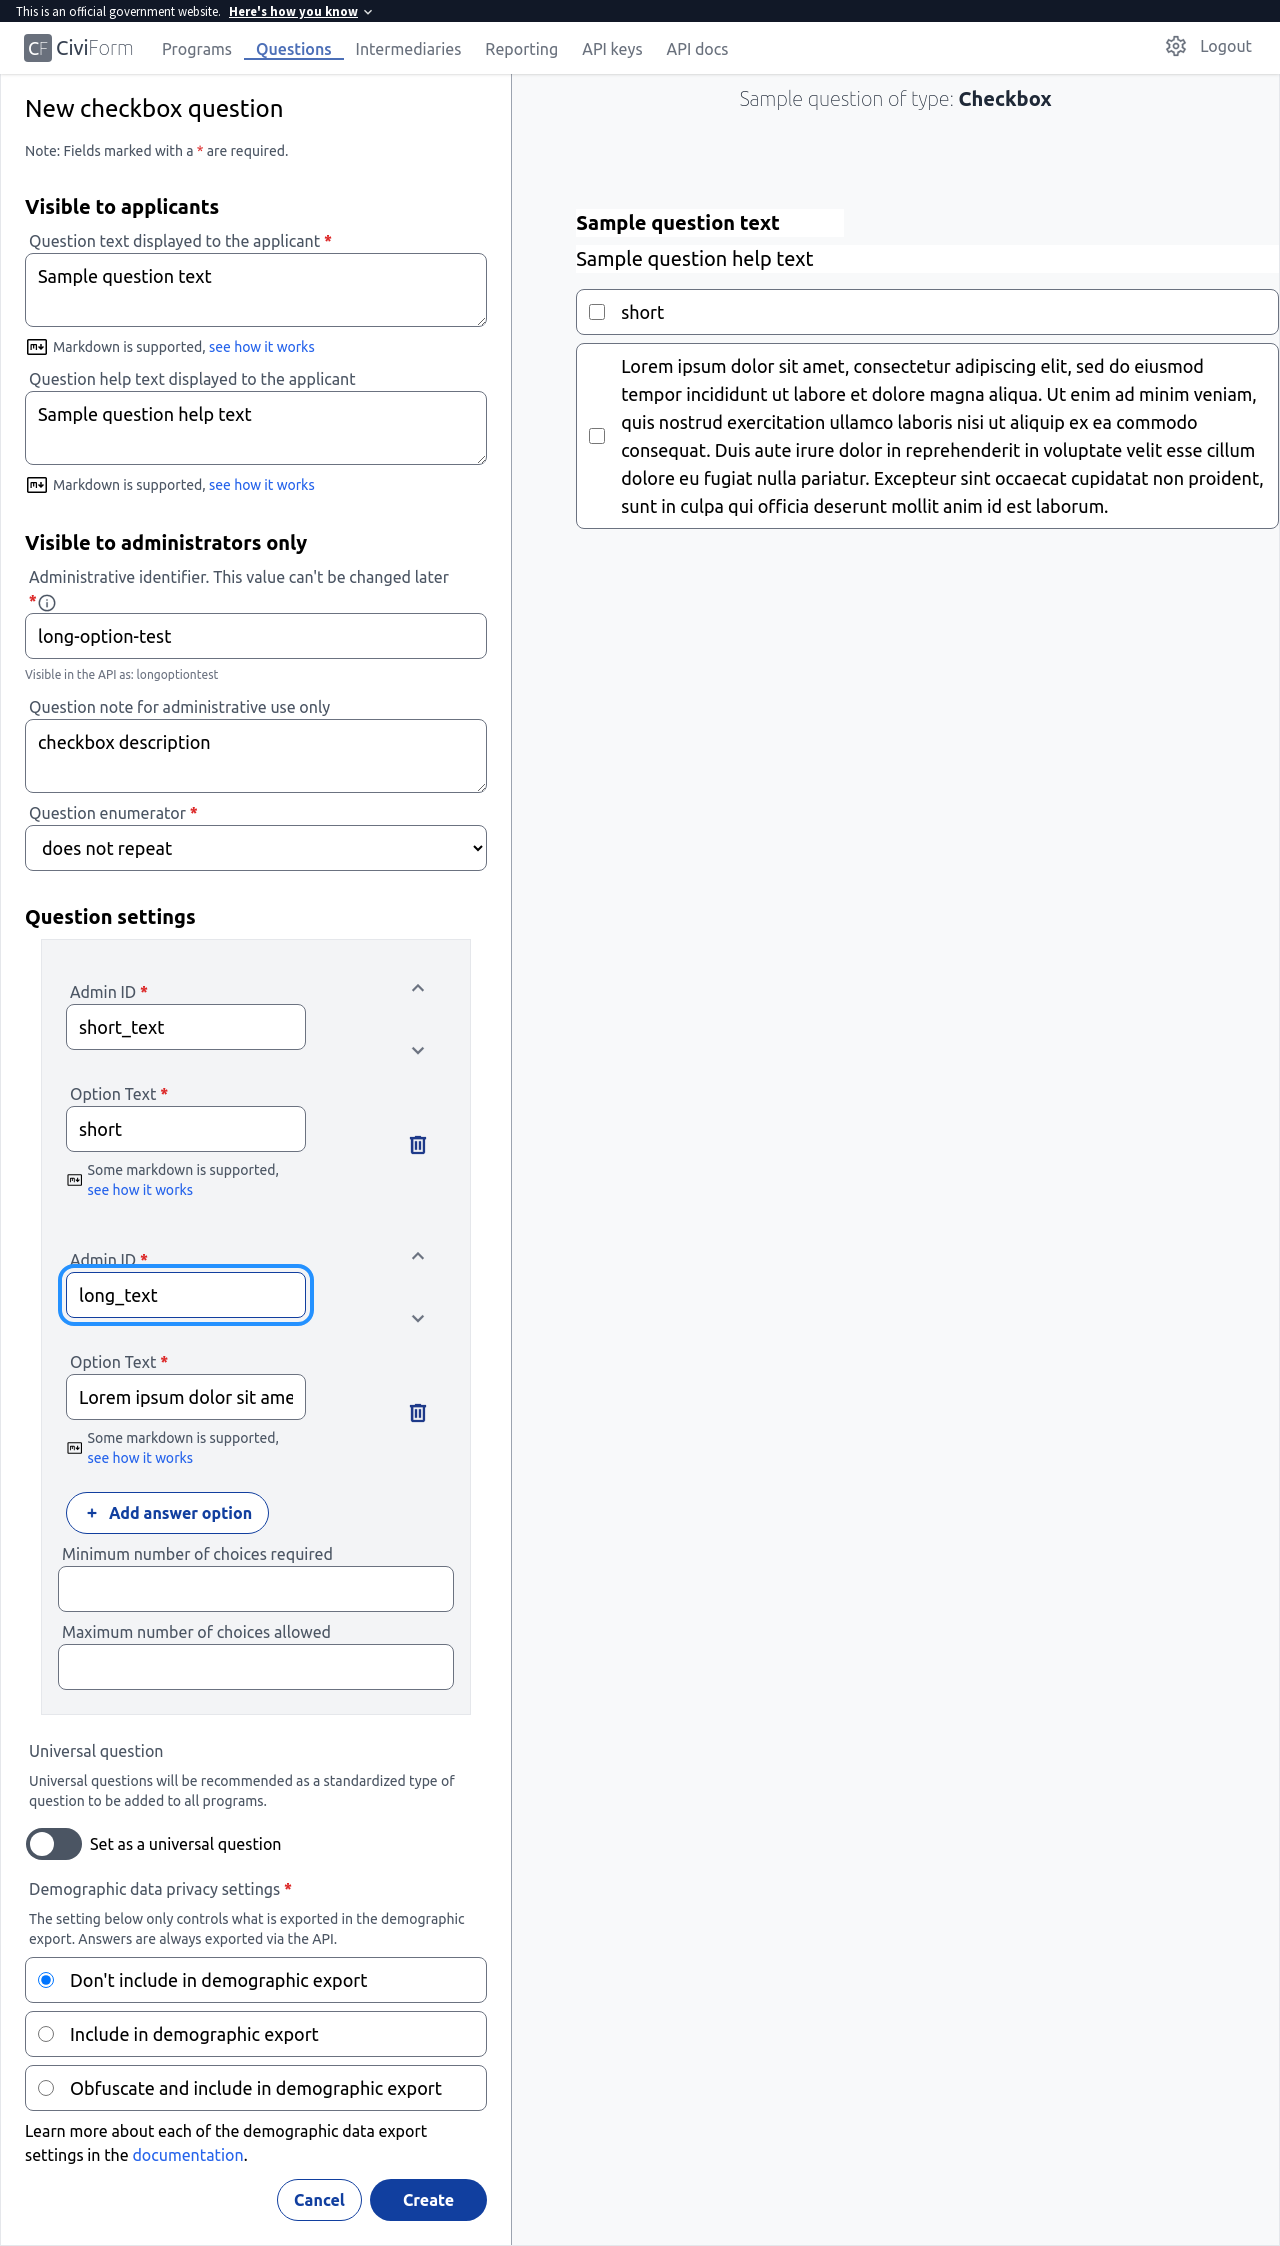 This is an official government website. Here's how you know
CF CiviForm Programs Questions Intermediaries Reporting API keys API docs Logout
New checkbox question
Note: Fields marked with a * are required.
Visible to applicants
Question text displayed to the applicant *
Sample question text
Markdown is supported, see how it works
Question help text displayed to the applicant
Sample question help text
Markdown is supported, see how it works
Visible to administrators only
Administrative identifier. This value can't be changed later
*
long-option-test
Visible in the API as: longoptiontest
Question note for administrative use only
checkbox description
Question enumerator *
does not repeat
Question settings
Admin ID *
short_text
Option Text *
short
Some markdown is supported,
see how it works
Admin ID *
long_text
Option Text *
Lorem ipsum dolor sit ame
Some markdown is supported,
see how it works
+ Add answer option
Minimum number of choices required
Maximum number of choices allowed
Universal question
Universal questions will be recommended as a standardized type of
question to be added to all programs.
Set as a universal question
Demographic data privacy settings *
The setting below only controls what is exported in the demographic
export. Answers are always exported via the API.
Don't include in demographic export
Include in demographic export
Obfuscate and include in demographic export
Learn more about each of the demographic data export
settings in the documentation.
Cancel Create
Sample question of type: Checkbox
Sample question text
Sample question help text
short
Lorem ipsum dolor sit amet, consectetur adipiscing elit, sed do eiusmod
tempor incididunt ut labore et dolore magna aliqua. Ut enim ad minim veniam,
quis nostrud exercitation ullamco laboris nisi ut aliquip ex ea commodo
consequat. Duis aute irure dolor in reprehenderit in voluptate velit esse cillum
dolore eu fugiat nulla pariatur. Excepteur sint occaecat cupidatat non proident,
sunt in culpa qui officia deserunt mollit anim id est laborum.